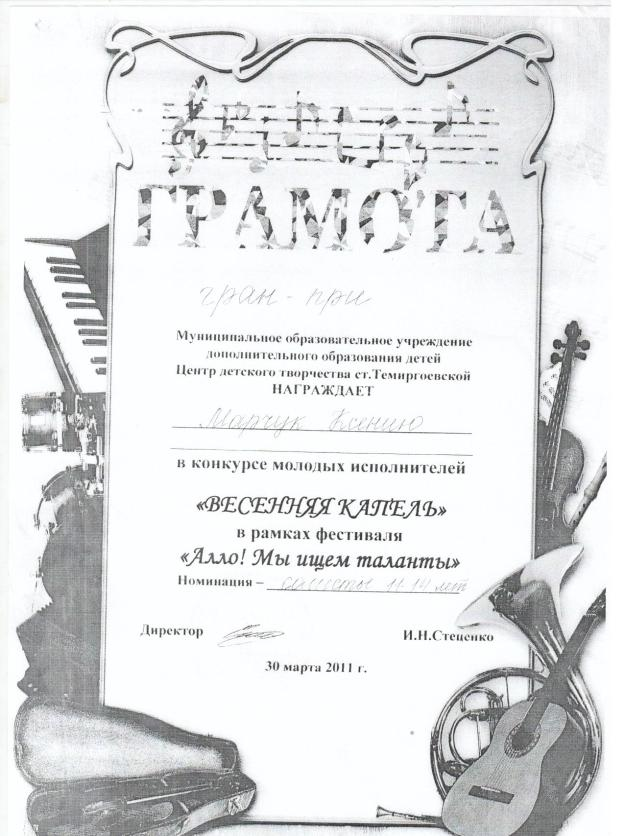 ГРАМОТА
гран-при
Муниципальное образовательное учреждение
дополнительного образования детей
Центр детского творчества ст.Темиргоевской
НАГРАЖДАЕТ
Марчук Ксению
в конкурсе молодых исполнителей
«ВЕСЕННЯЯ КАПЕЛЬ»
в рамках фестиваля
«Алло! Мы ищем таланты»
Номинация – солисты 11-14 лет
Директор И.Н.Стеценко
30 марта 2011 г.